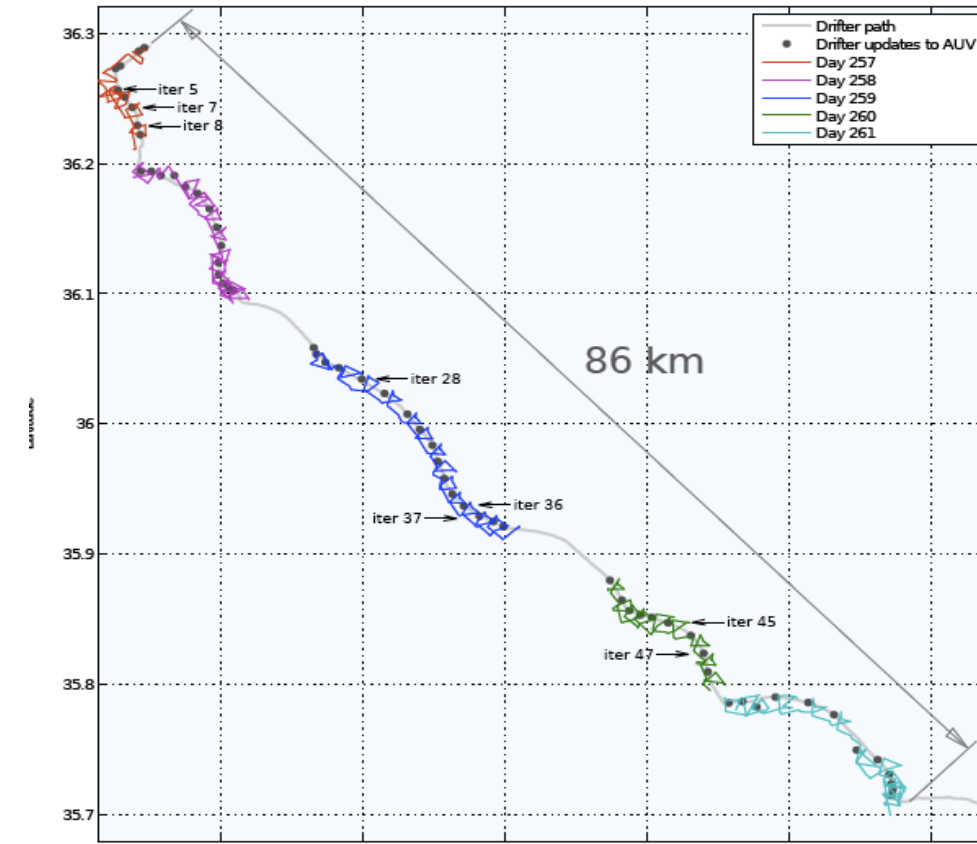 36.3
36.2
36.1
36
35.9
35.8
35.7
Drifter path
Drifter updates to AUV
Day 257
Day 258
Day 259
Day 260
Day 261
iter 5
iter 7
iter 8
86 km
iter 28
iter 36
iter 37
iter 45
iter 47